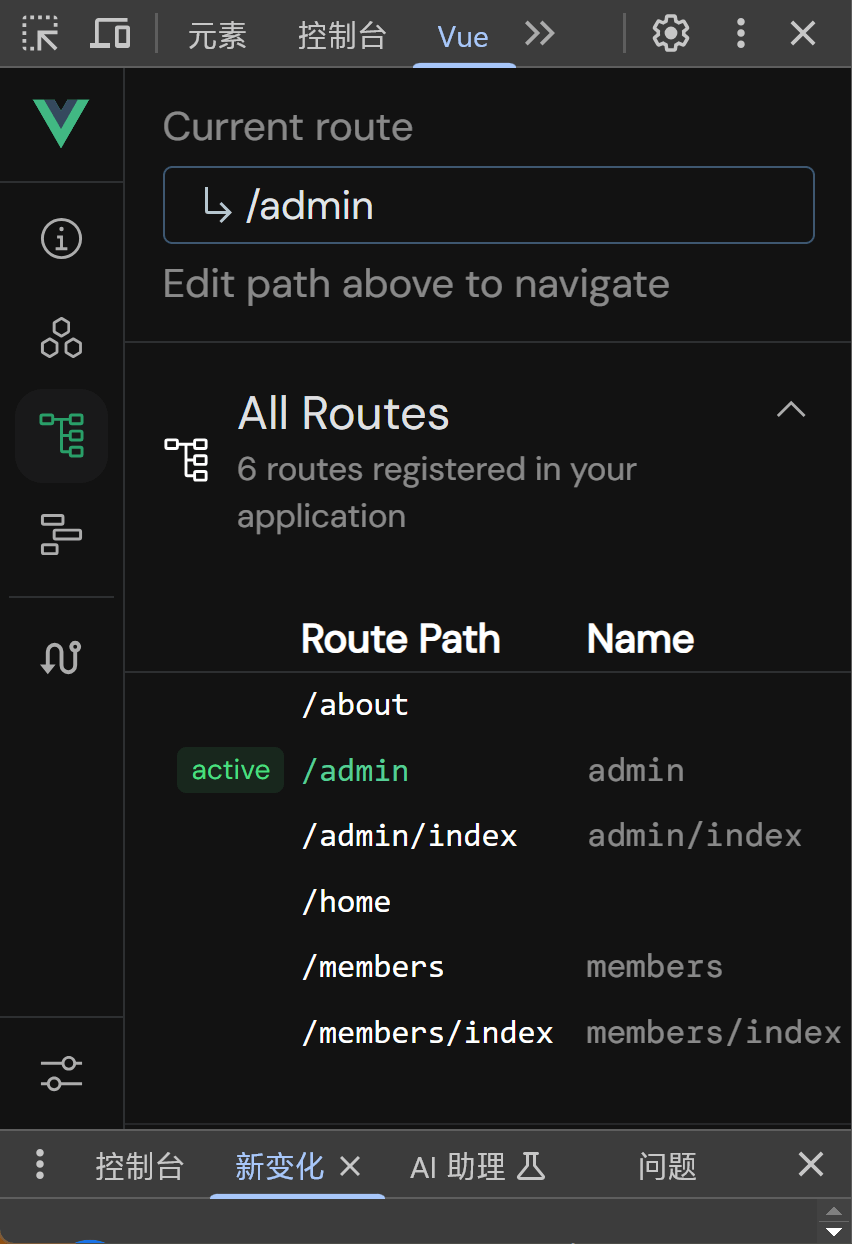 元素 控制台 Vue
Current route
/admin
Edit path above to navigate
All Routes
6 routes registered in your
application
Route Path Name
/about
active /admin admin
/admin/index admin/index
/home
/members members
/members/index members/index
控制台 新变化 AI 助理 问题